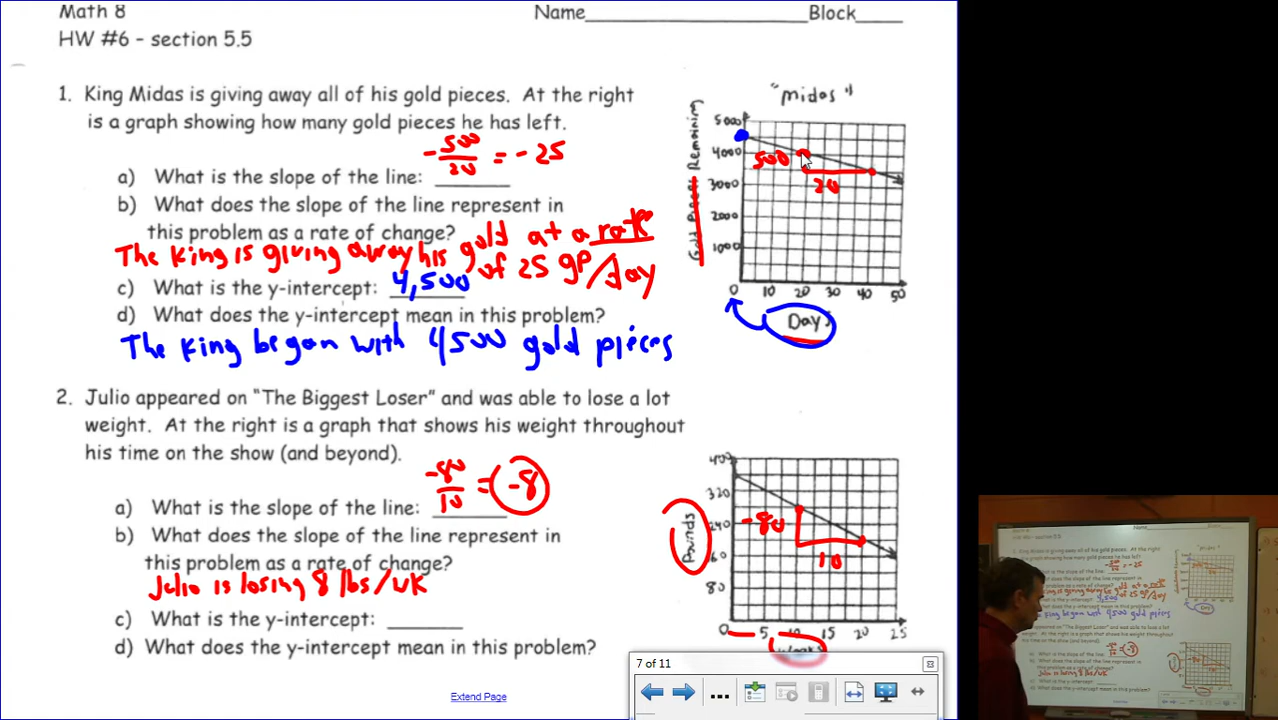 Math 8 Name Block
HW #6 - section 5.5
1. King Midas is giving away all of his gold pieces. At the right
is a graph showing how many gold pieces he has left.
-500/20 = -25
a) What is the slope of the line:
b) What does the slope of the line represent in
this problem as a rate of change?
The King is giving away his gold at a rate
of 25 gp/day
c) What is the y-intercept: 4,500
d) What does the y-intercept mean in this problem?
The King began with 4500 gold pieces
"Midas"
Gold Pieces Remaining
5000
4000
3000
2000
1000
500
20
0 10 20 30 40 50
Days
2. Julio appeared on "The Biggest Loser" and was able to lose a lot
weight. At the right is a graph that shows his weight throughout
his time on the show (and beyond).
-80/10 = -8
a) What is the slope of the line:
b) What does the slope of the line represent in
this problem as a rate of change?
Julio is losing 8 lbs/wk
c) What is the y-intercept:
d) What does the y-intercept mean in this problem?
Pounds
400
320
240
60
80
-80
10
0 5 10 15 20 25
Weeks
Extend Page
7 of 11